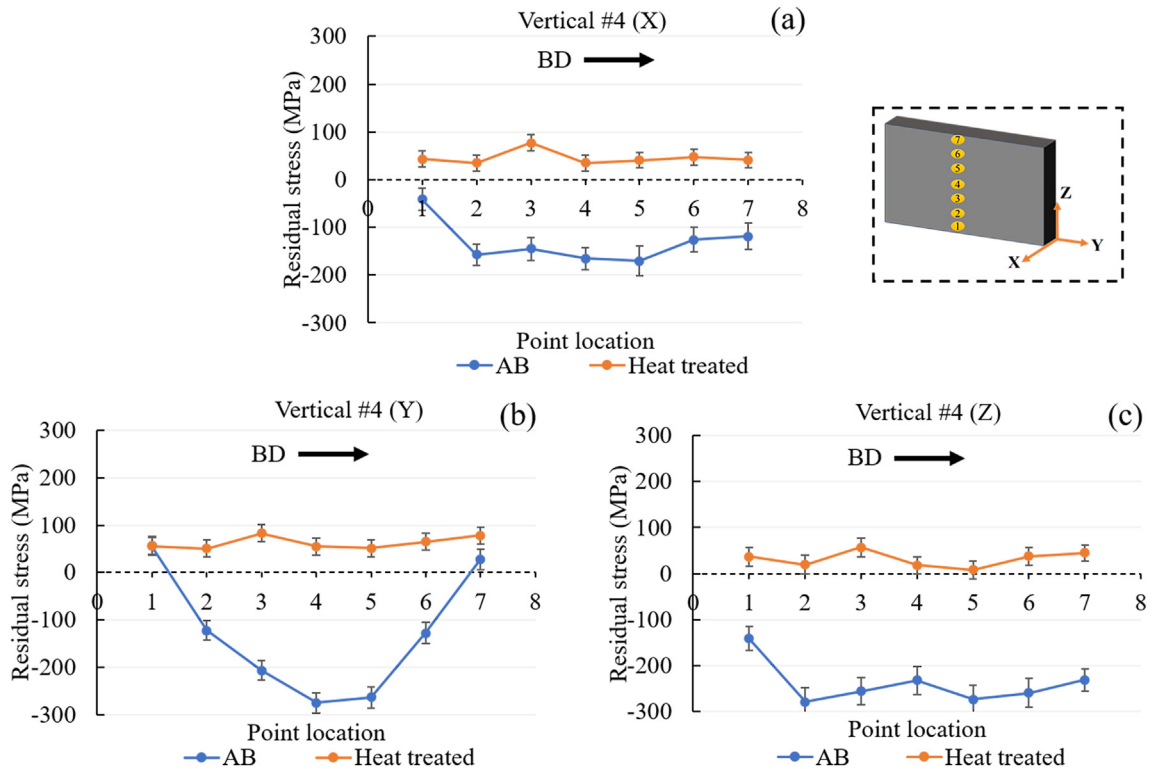 Vertical #4 (X)
(a)
300
200
100
0
-100
-200
-300
Residual stress (MPa)
BD
0 1 2 3 4 5 6 7 8
Point location
AB
Heat treated
7
6
5
4
3
2
1
Z
Y
X
Vertical #4 (Y)
(b)
300
200
100
0
-100
-200
-300
Residual stress (MPa)
BD
0 1 2 3 4 5 6 7 8
Point location
AB
Heat treated
Vertical #4 (Z)
(c)
300
200
100
0
-100
-200
-300
Residual stress (MPa)
BD
0 1 2 3 4 5 6 7 8
Point location
AB
Heat treated